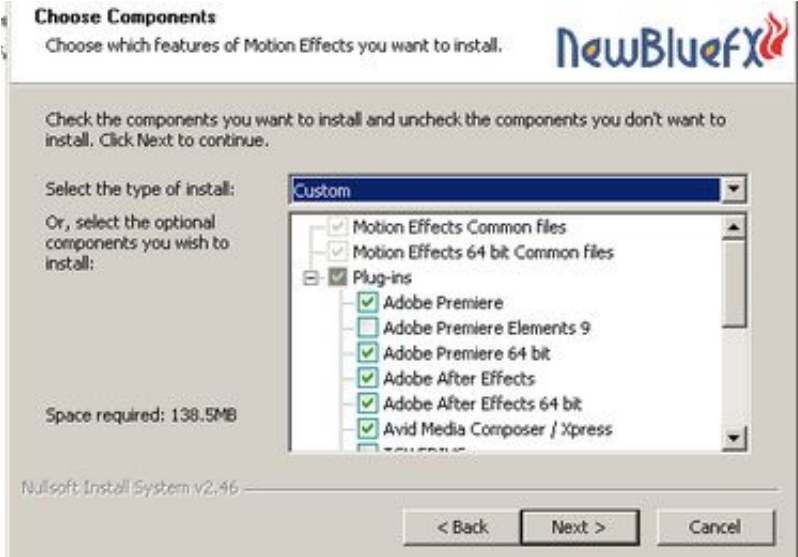 Choose Components
Choose which features of Motion Effects you want to install.
NewBlueFX
Check the components you want to install and uncheck the components you don't want to
install. Click Next to continue.
Select the type of install:
Custom
Or, select the optional
components you wish to
install:
Motion Effects Common files
Motion Effects 64 bit Common files
Plug-ins
Adobe Premiere
Adobe Premiere Elements 9
Adobe Premiere 64 bit
Adobe After Effects
Adobe After Effects 64 bit
Avid Media Composer / Xpress
Space required: 138.5MB
Nullsoft Install System v2.46
< Back
Next >
Cancel